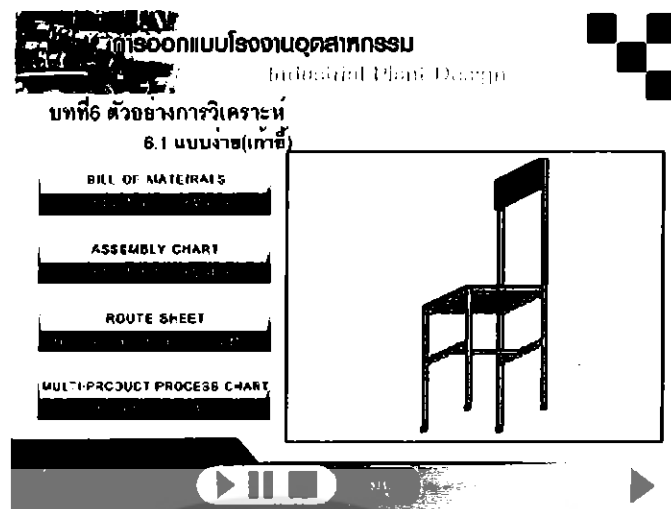 การออกแบบโรงงานอุตสาหกรรม
Industrial Plant Design
บทที่6 ตัวอย่างการวิเคราะห์
6.1 แบบง่าย(เก้าอี้)
BILL OF MATEIRALS
ASSEMBLY CHART
ROUTE SHEET
MULTI-PRODUCT PROCESS CHART